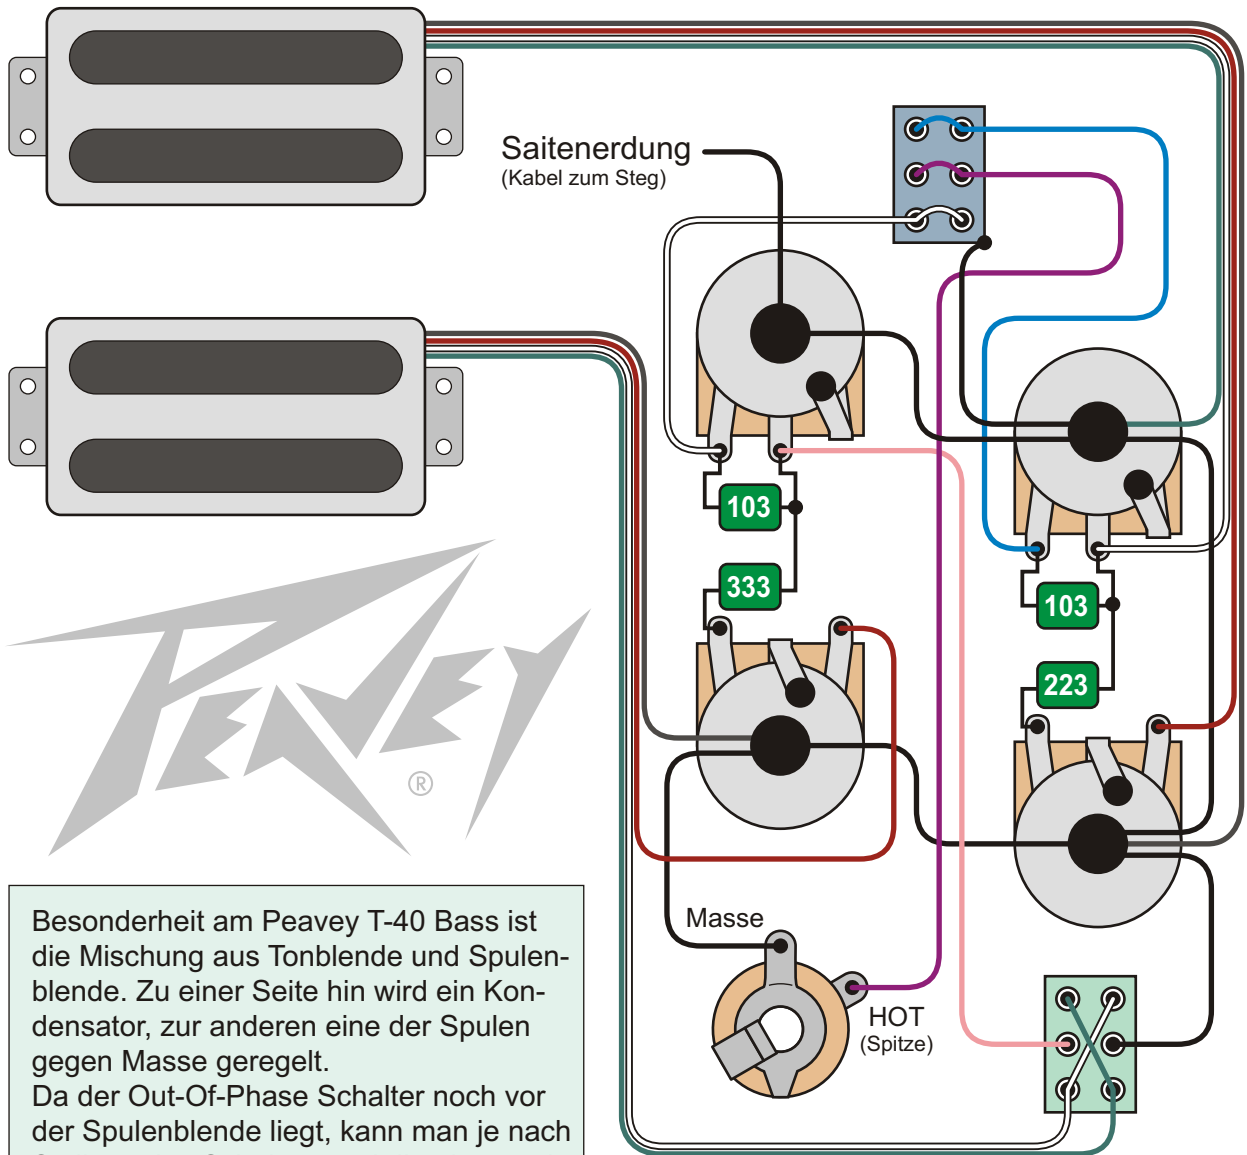 Saitenerdung
(Kabel zum Steg)
103
333
103
223
PEAVEY
®
Masse
HOT
(Spitze)
Besonderheit am Peavey T-40 Bass ist
die Mischung aus Tonblende und Spulen-
blende. Zu einer Seite hin wird ein Kon-
densator, zur anderen eine der Spulen
gegen Masse geregelt.
Da der Out-Of-Phase Schalter noch vor
der Spulenblende liegt, kann man je nach